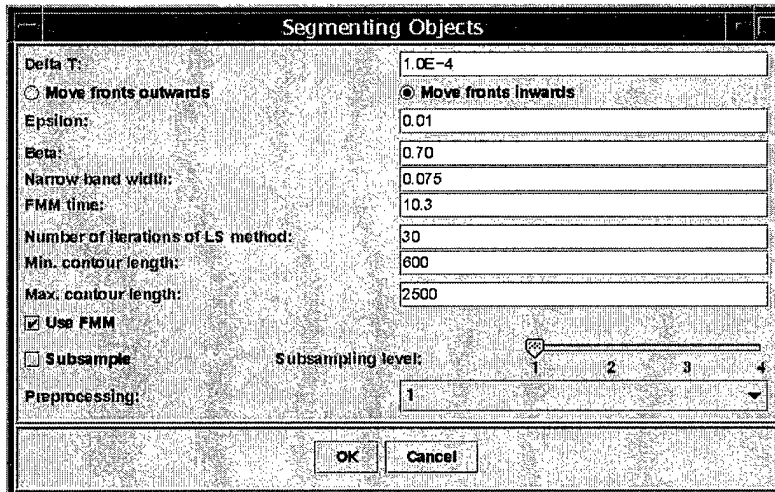 Segmenting Objects
Delta T: 1.0E-4
Move fronts outwards Move fronts inwards
Epsilon: 0.01
Beta: 0.70
Narrow band width: 0.075
FMM time: 10.3
Number of iterations of LS method: 30
Min. contour length: 600
Max. contour length: 2500
Use FMM
Subsample Subsampling level:
1 2 3 4
Preprocessing: 1
OK Cancel